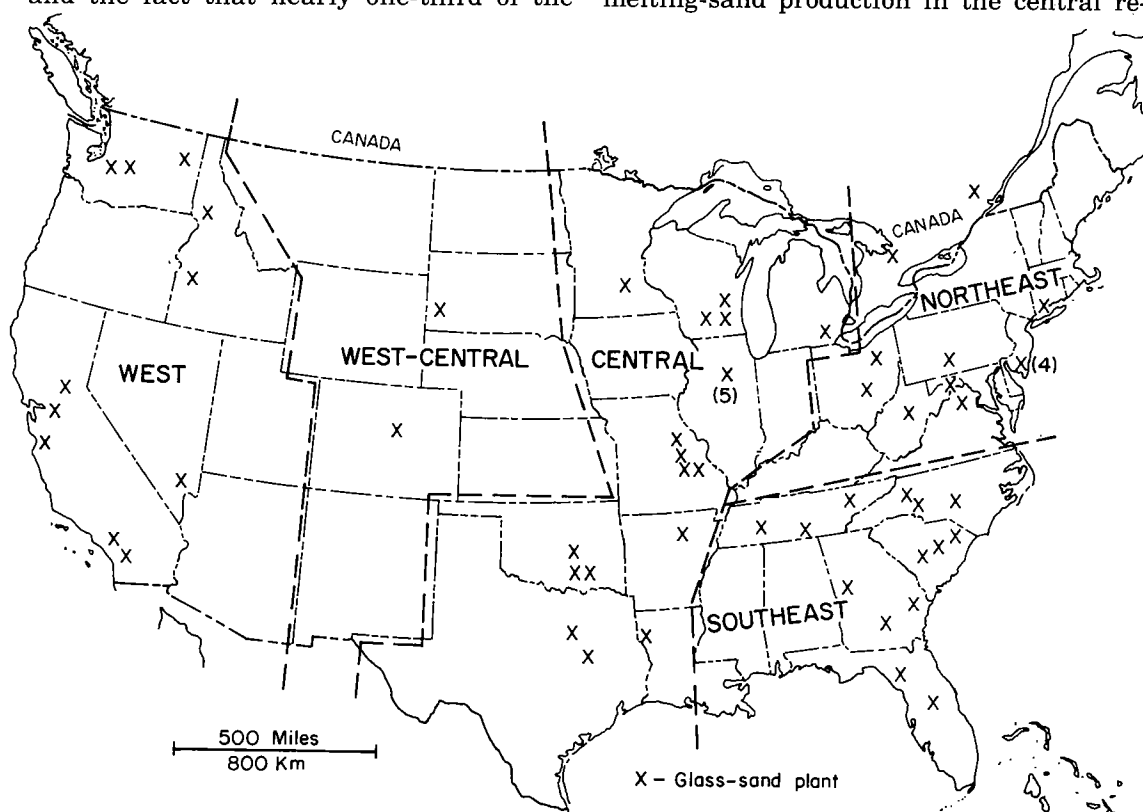 and the fact that nearly one-third of the melting-sand production in the central re-
CANADA
CANADA
NORTHEAST
WEST
WEST-CENTRAL
CENTRAL
(5)
(4)
SOUTHEAST
500 Miles
800 Km
X - Glass-sand plant